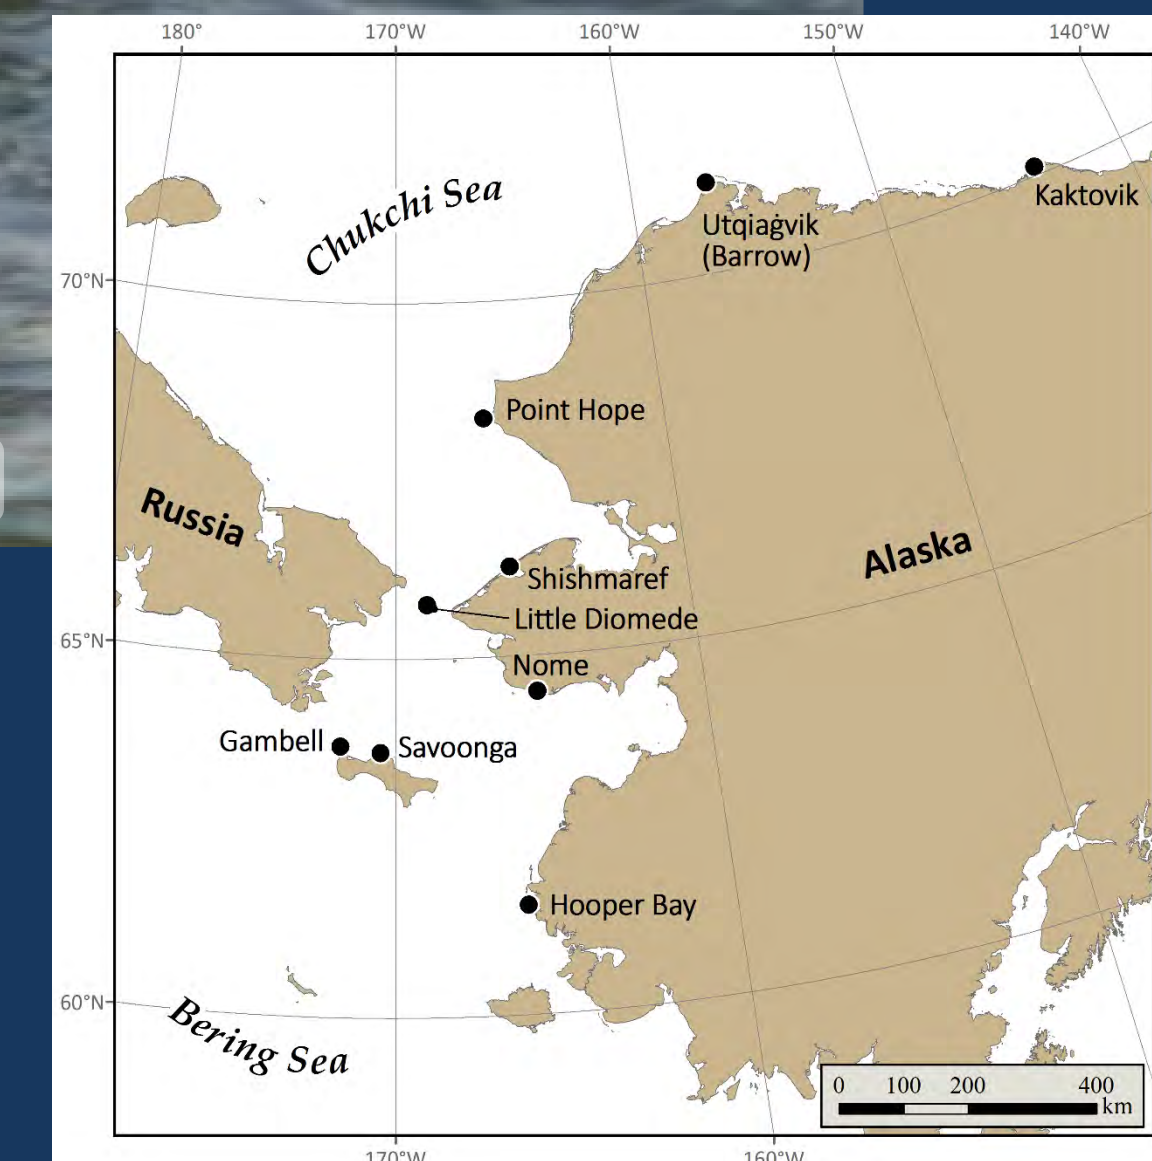 180° 170°W 160°W 150°W 140°W
Chukchi Sea
Kaktovik
Utqiaġvik
(Barrow)
70°N
Point Hope
Russia
Alaska
Shishmaref
Little Diomede
65°N
Nome
Gambell
Savoonga
Hooper Bay
60°N
Bering Sea
0 100 200 400
km
170°W 160°W